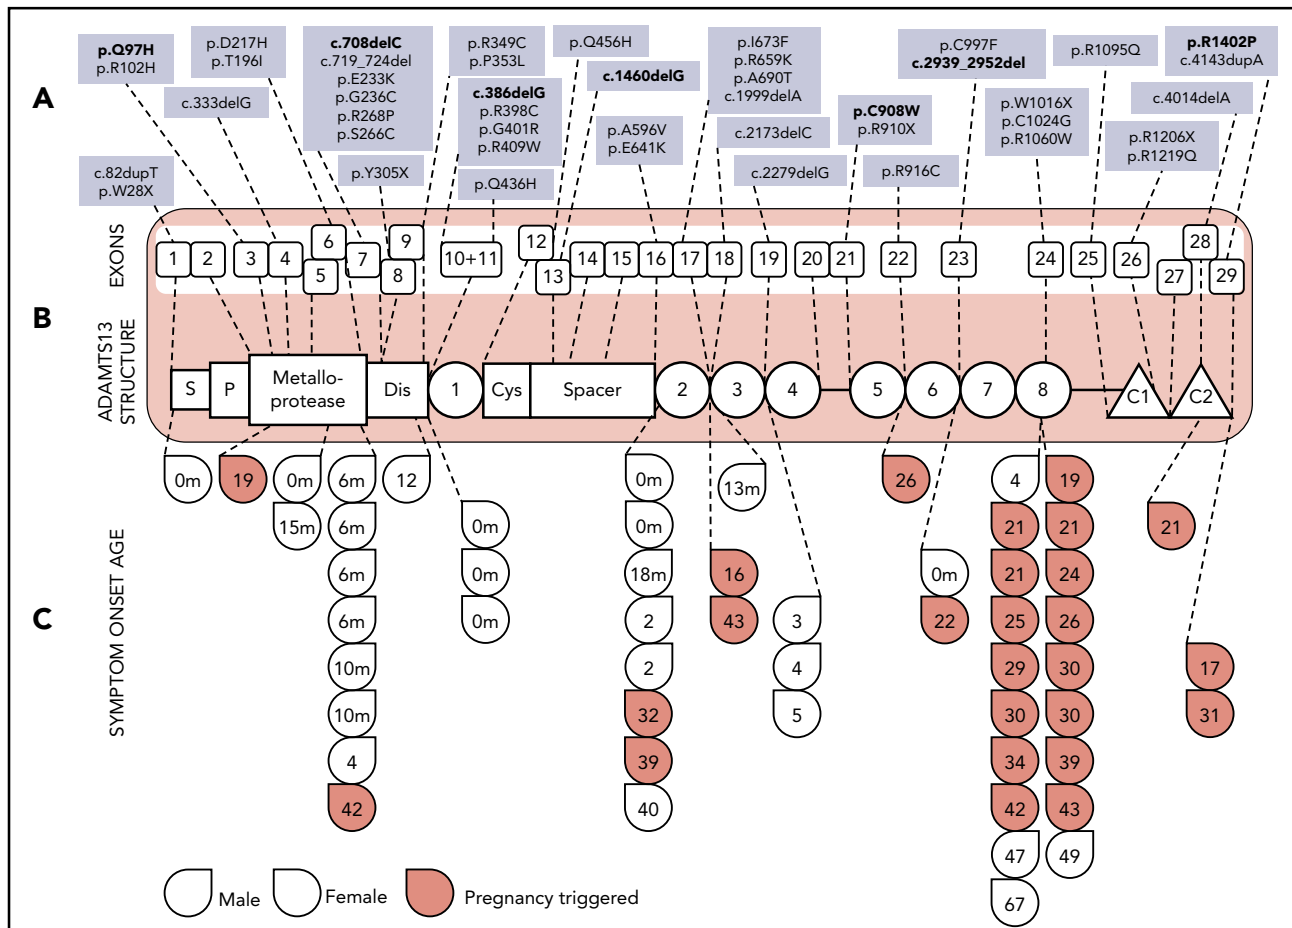 A
p.Q97H
p.R102H
p.D217H
p.T196I
c.333delG
c.82dupT
p.W28X
c.708delC
c.719_724del
p.E233K
p.G236C
p.R268P
p.S266C
p.Y305X
p.R349C
p.P353L
c.386delG
p.R398C
p.G401R
p.R409W
p.Q436H
p.Q456H
c.1460delG
p.A596V
p.E641K
p.I673F
p.R659K
p.A690T
c.1999delA
c.2173delC
c.2279delG
p.C908W
p.R910X
p.R916C
p.C997F
c.2939_2952del
p.W1016X
p.C1024G
p.R1060W
p.R1095Q
p.R1206X
p.R1219Q
c.4014delA
p.R1402P
c.4143dupA
B
EXONS
1 2 3 4 5 6 7 8 9 10+11 12 13 14 15 16 17 18 19 20 21 22 23 24 25 26 27 28 29
ADAMTS13
STRUCTURE
S P Metallo-
protease
Dis 1 Cys Spacer 2 3 4 5 6 7 8 C1 C2
C
SYMPTOM ONSET AGE
0m
19
0m
15m
6m
6m
6m
6m
10m
10m
4
42
12
0m
0m
0m
0m
0m
18m
2
2
32
39
40
16
43
13m
3
4
5
26
0m
22
4
21
21
25
29
30
34
42
47
67
19
21
24
26
30
30
39
43
49
21
17
31
Male
Female
Pregnancy triggered